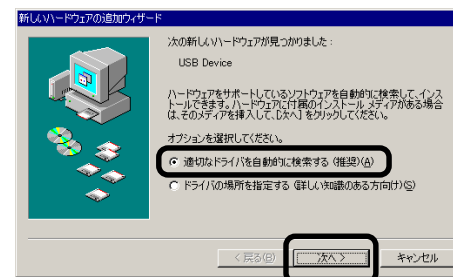 新しいハードウェアの追加ウィザード
次の新しいハードウェアが見つかりました :
USB Device
ハードウェアをサポートしているソフトウェアを自動的に検索して、インス
トールできます。ハードウェアに付属のインストール メディアがある場合
は、そのメディアを挿入して、[次へ] をクリックしてください。
オプションを選択してください。
適切なドライバを自動的に検索する (推奨)(A)
ドライバの場所を指定する (詳しい知識のある方向け)(S)
< 戻る(B)
次へ >
キャンセル